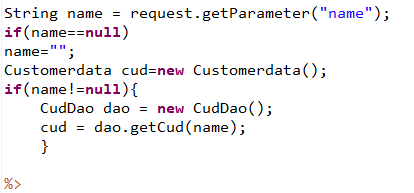 String name = request.getParameter("name");
if(name==null)
name="";
Customerdata cud=new Customerdata();
if(name!=null){
    CudDao dao = new CudDao();
    cud = dao.getCud(name);
    }
%>